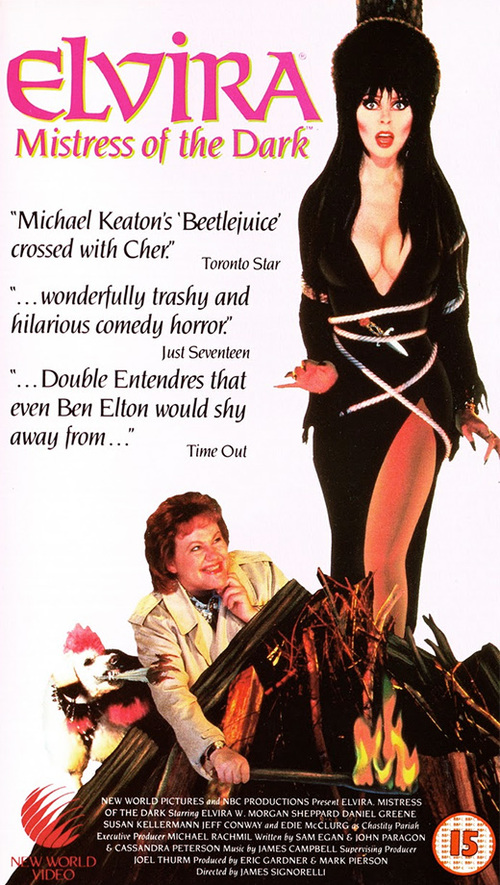 ELVIRA®
Mistress of the Dark™
"Michael Keaton's 'Beetlejuice'
crossed with Cher."
Toronto Star
"...wonderfully trashy and
hilarious comedy horror."
Just Seventeen
"...Double Entendres that
even Ben Elton would shy
away from..."
Time Out
NEW WORLD PICTURES and NBC PRODUCTIONS Present ELVIRA, MISTRESS
OF THE DARK Starring ELVIRA W. MORGAN SHEPPARD DANIEL GREENE
SUSAN KELLERMANN JEFF CONWAY and EDIE McCLURG as Chastity Pariah
Executive Producer MICHAEL RACHMIL Written by SAM EGAN & JOHN PARAGON
& CASSANDRA PETERSON Music by JAMES CAMPBELL Supervising Producer
JOEL THURM Produced by ERIC GARDNER & MARK PIERSON
Directed by JAMES SIGNORELLI
NEW WORLD
VIDEO
15